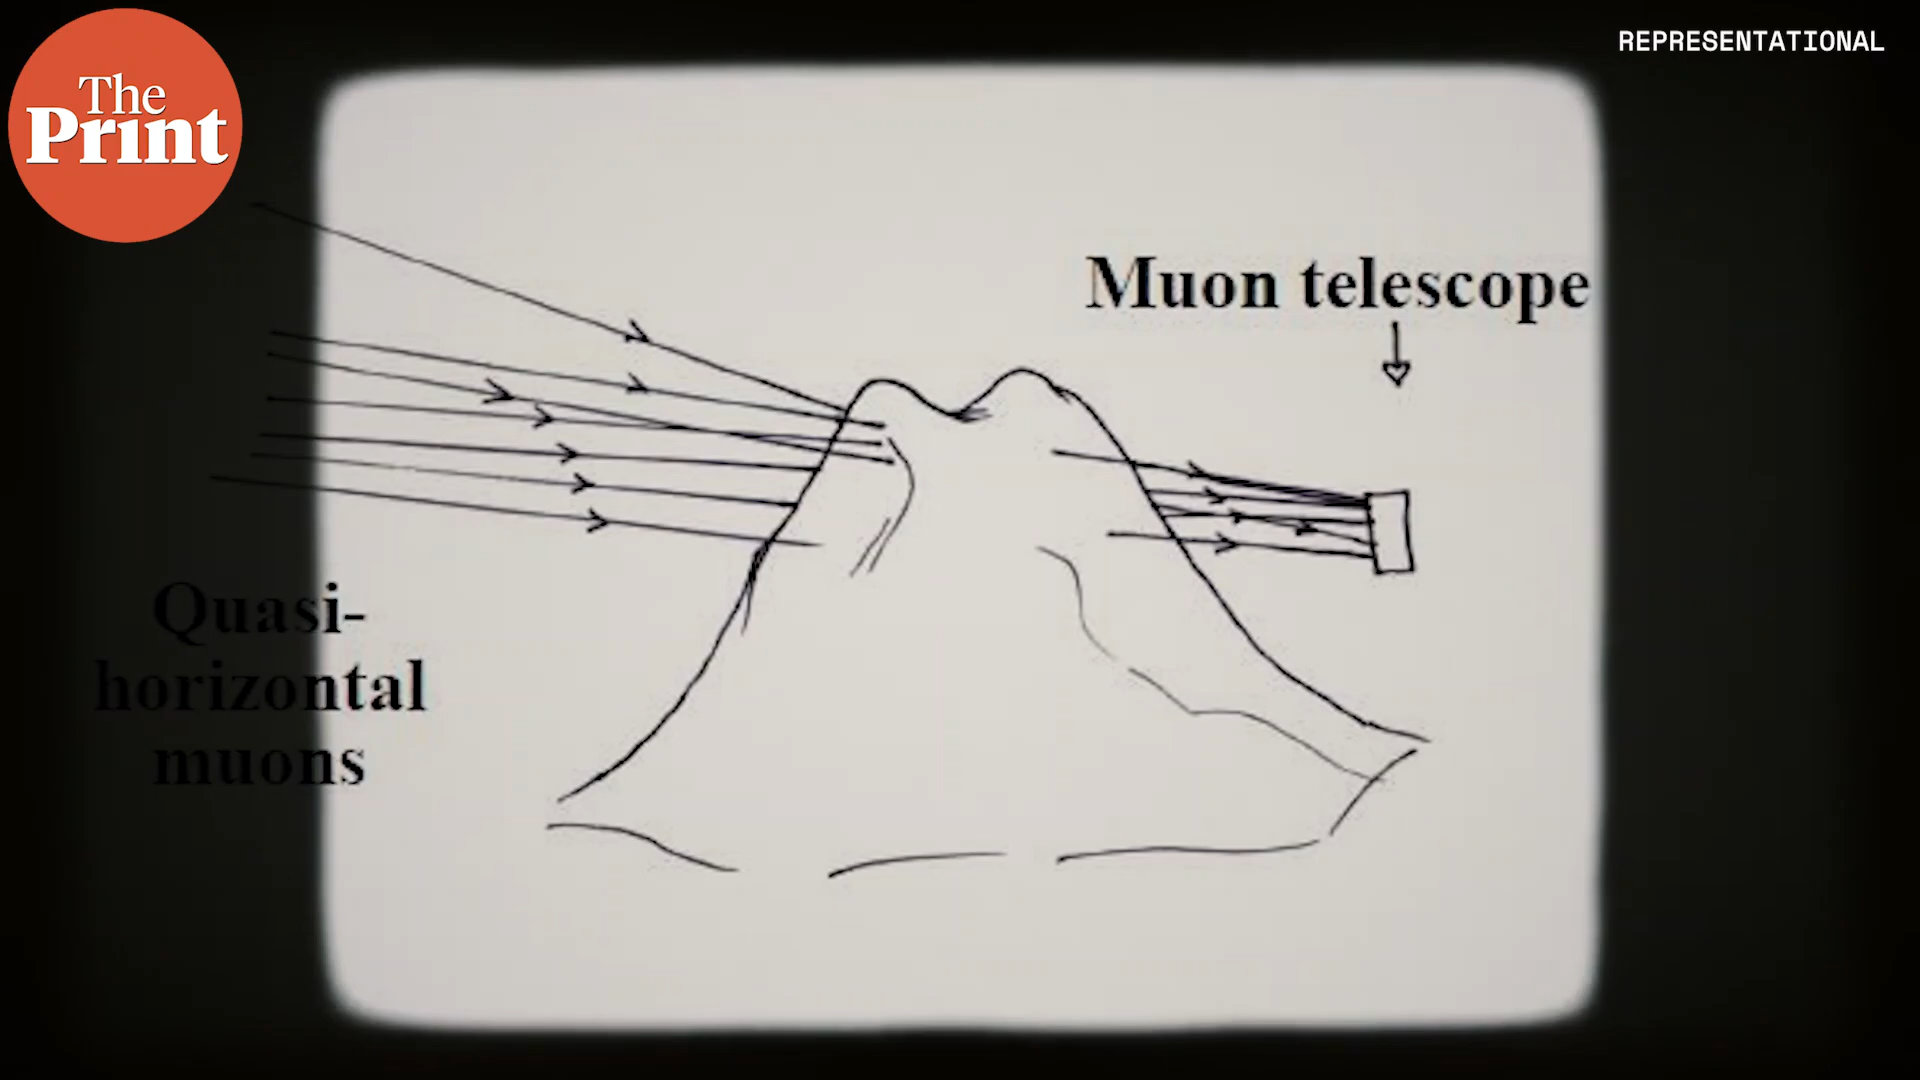 The
Print
REPRESENTATIONAL
Muon telescope
Quasi-
horizontal
muons